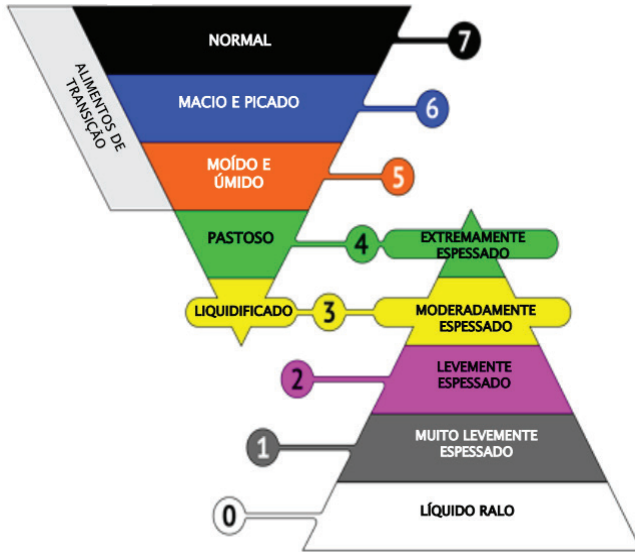 NORMAL
7
ALIMENTOS DE
TRANSIÇÃO
MACIO E PICADO
6
MOÍDO E
ÚMIDO
5
PASTOSO
4
EXTREMAMENTE
ESPESSADO
LIQUIDIFICADO
3
MODERADAMENTE
ESPESSADO
2
LEVEMENTE
ESPESSADO
1
MUITO LEVEMENTE
ESPESSADO
0
LÍQUIDO RALO